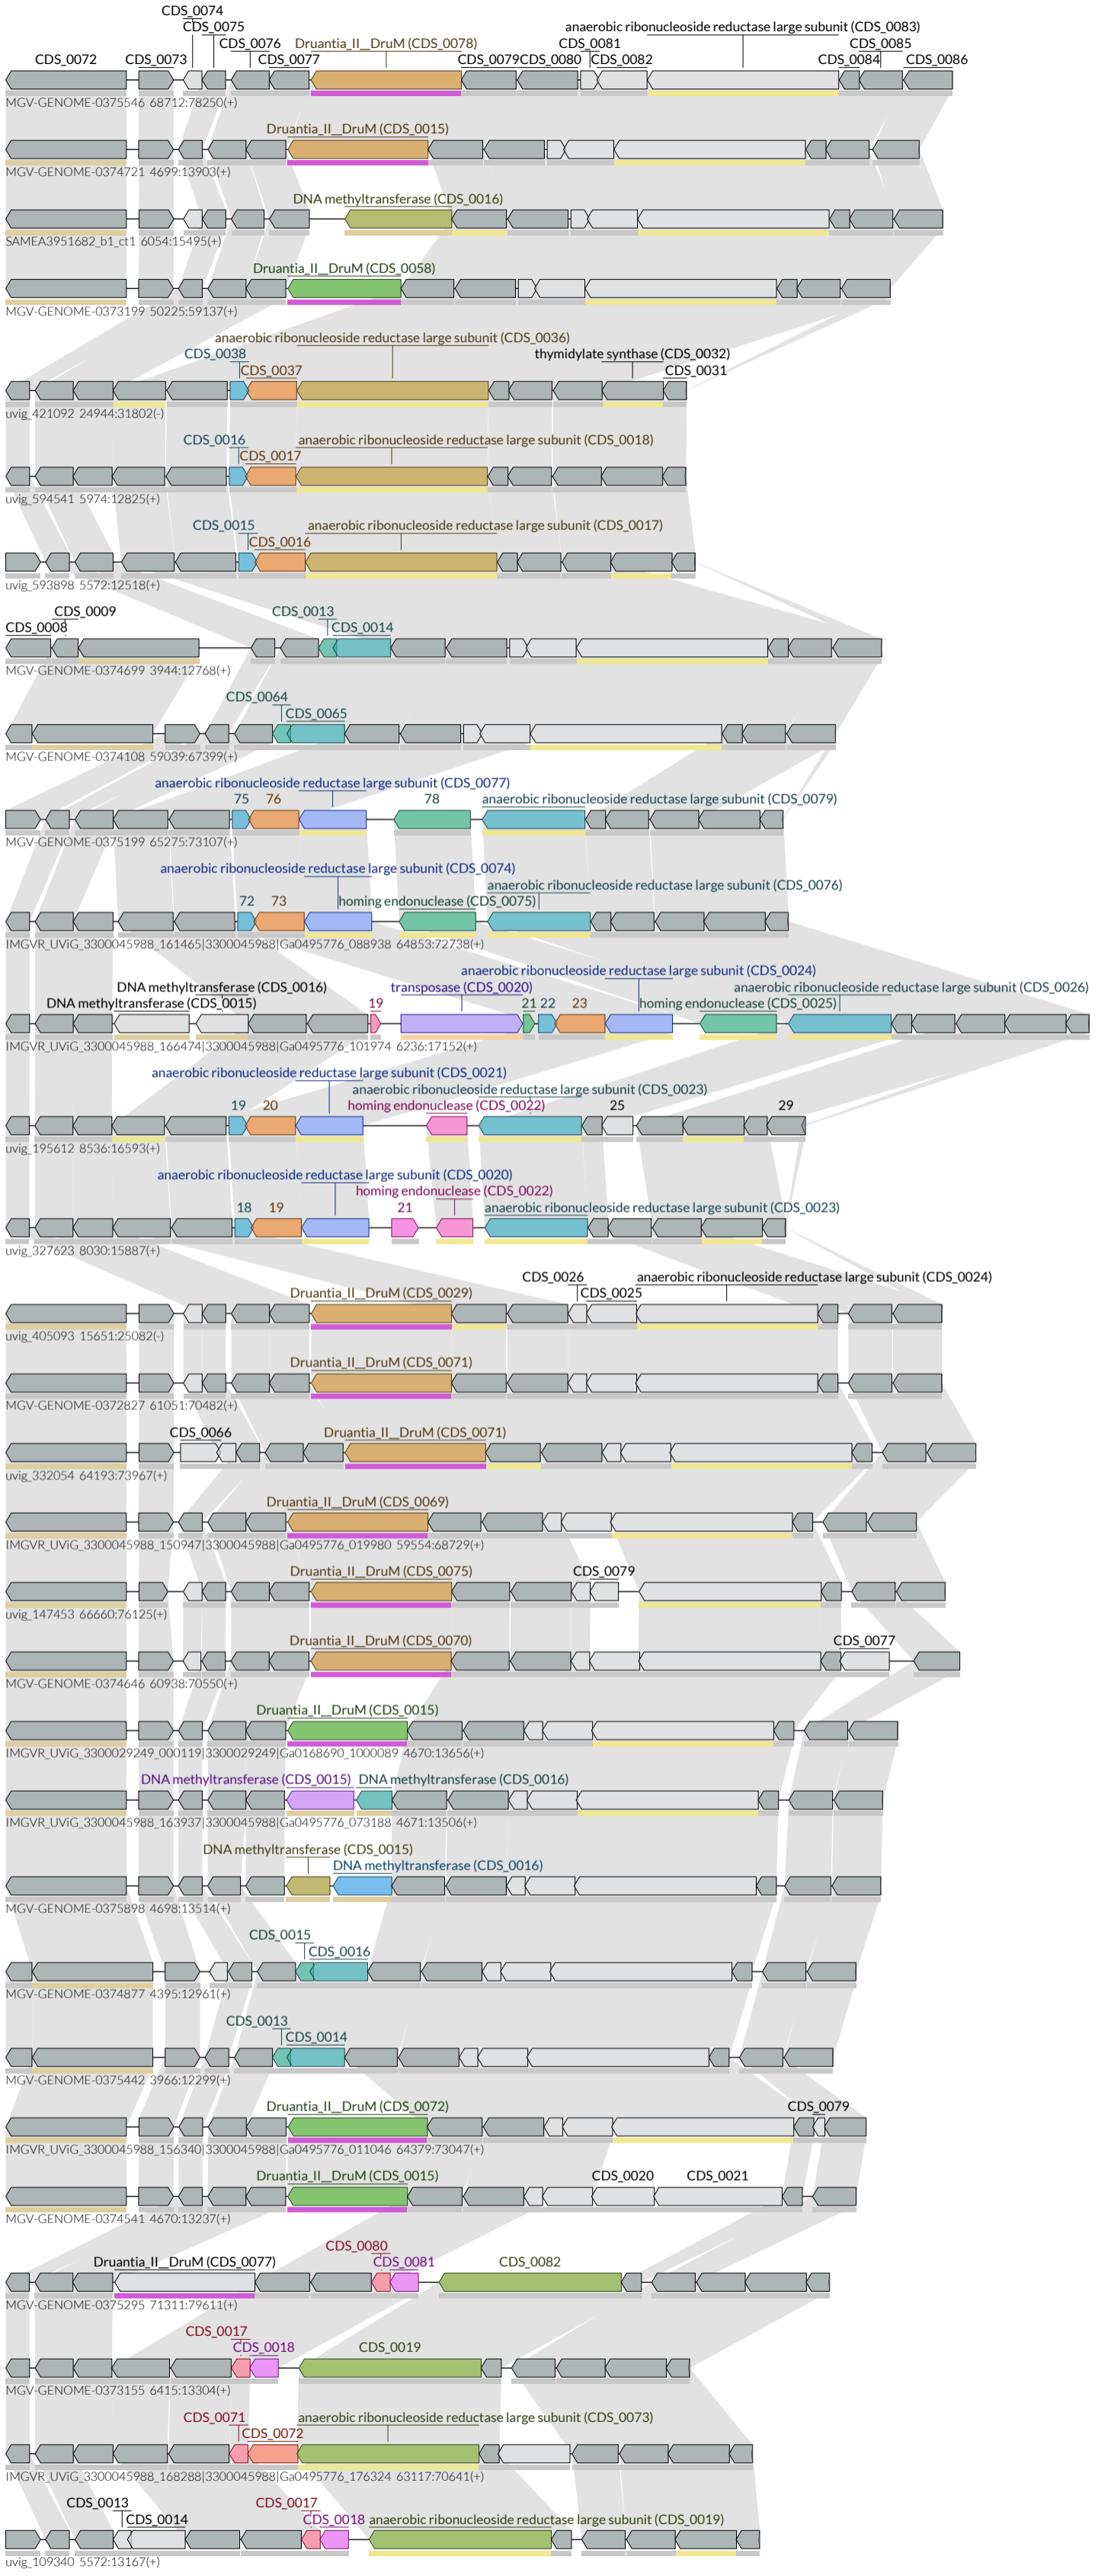 CDS_0074
CDS_0075
anaerobic ribonucleoside reductase large subunit (CDS_0083)
CDS_0076 Druantia_II__DruM (CDS_0078) CDS_0081 CDS_0085
CDS_0072 CDS_0073 CDS_0077 CDS_0079 CDS_0080 CDS_0082 CDS_0084 CDS_0086
MGV-GENOME-0375546 68712:78250(+)
Druantia_II__DruM (CDS_0015)
MGV-GENOME-0374721 4699:13903(+)
DNA methyltransferase (CDS_0016)
SAMEA3951682_b1_ct1 6054:15495(+)
Druantia_II__DruM (CDS_0058)
MGV-GENOME-0373199 50225:59137(+)
anaerobic ribonucleoside reductase large subunit (CDS_0036)
CDS_0038 thymidylate synthase (CDS_0032)
CDS_0037 CDS_0031
uvig_421092 24944:31802(-)
CDS_0016 anaerobic ribonucleoside reductase large subunit (CDS_0018)
CDS_0017
uvig_594541 5974:12825(+)
CDS_0015 anaerobic ribonucleoside reductase large subunit (CDS_0017)
CDS_0016
uvig_593898 5572:12518(+)
CDS_0009 CDS_0013
CDS_0008 CDS_0014
MGV-GENOME-0374699 3944:12768(+)
CDS_0064
CDS_0065
MGV-GENOME-0374108 59039:67399(+)
anaerobic ribonucleoside reductase large subunit (CDS_0077)
75 76 78 anaerobic ribonucleoside reductase large subunit (CDS_0079)
MGV-GENOME-0375199 65275:73107(+)
anaerobic ribonucleoside reductase large subunit (CDS_0074)
anaerobic ribonucleoside reductase large subunit (CDS_0076)
72 73 homing endonuclease (CDS_0075)
IMGVR_UViG_3300045988_161465|3300045988|Ga0495776_088938 64853:72738(+)
anaerobic ribonucleoside reductase large subunit (CDS_0024)
DNA methyltransferase (CDS_0016) transposase (CDS_0020) anaerobic ribonucleoside reductase large subunit (CDS_0026)
DNA methyltransferase (CDS_0015) 19 21 22 23 homing endonuclease (CDS_0025)
IMGVR_UViG_3300045988_166474|3300045988|Ga0495776_101974 6236:17152(+)
anaerobic ribonucleoside reductase large subunit (CDS_0021)
anaerobic ribonucleoside reductase large subunit (CDS_0023)
19 20 homing endonuclease (CDS_0022) 25 29
uvig_195612 8536:16593(+)
anaerobic ribonucleoside reductase large subunit (CDS_0020)
homing endonuclease (CDS_0022)
18 19 21 anaerobic ribonucleoside reductase large subunit (CDS_0023)
uvig_327623 8030:15887(+)
CDS_0026 anaerobic ribonucleoside reductase large subunit (CDS_0024)
Druantia_II__DruM (CDS_0029) CDS_0025
uvig_405093 15651:25082(-)
Druantia_II__DruM (CDS_0071)
MGV-GENOME-0372827 61051:70482(+)
CDS_0066 Druantia_II__DruM (CDS_0071)
uvig_332054 64193:73967(+)
Druantia_II__DruM (CDS_0069)
IMGVR_UViG_3300045988_150947|3300045988|Ga0495776_019980 59554:68729(+)
Druantia_II__DruM (CDS_0075) CDS_0079
uvig_147453 66660:76125(+)
Druantia_II__DruM (CDS_0070) CDS_0077
MGV-GENOME-0374646 60938:70550(+)
Druantia_II__DruM (CDS_0015)
IMGVR_UViG_3300029249_000119|3300029249|Ga0168690_1000089 4670:13656(+)
DNA methyltransferase (CDS_0015) DNA methyltransferase (CDS_0016)
IMGVR_UViG_3300045988_163937|3300045988|Ga0495776_073188 4671:13506(+)
DNA methyltransferase (CDS_0015)
DNA methyltransferase (CDS_0016)
MGV-GENOME-0375898 4698:13514(+)
CDS_0015
CDS_0016
MGV-GENOME-0374877 4395:12961(+)
CDS_0013
CDS_0014
MGV-GENOME-0375442 3966:12299(+)
Druantia_II__DruM (CDS_0072) CDS_0079
IMGVR_UViG_3300045988_156340|3300045988|Ga0495776_011046 64379:73047(+)
Druantia_II__DruM (CDS_0015) CDS_0020 CDS_0021
MGV-GENOME-0374541 4670:13237(+)
CDS_0080
Druantia_II__DruM (CDS_0077) CDS_0081 CDS_0082
MGV-GENOME-0375295 71311:79611(+)
CDS_0017
CDS_0018 CDS_0019
MGV-GENOME-0373155 6415:13304(+)
CDS_0071 anaerobic ribonucleoside reductase large subunit (CDS_0073)
CDS_0072
IMGVR_UViG_3300045988_168288|3300045988|Ga0495776_176324 63117:70641(+)
CDS_0013 CDS_0017
CDS_0014 CDS_0018 anaerobic ribonucleoside reductase large subunit (CDS_0019)
uvig_109340 5572:13167(+)